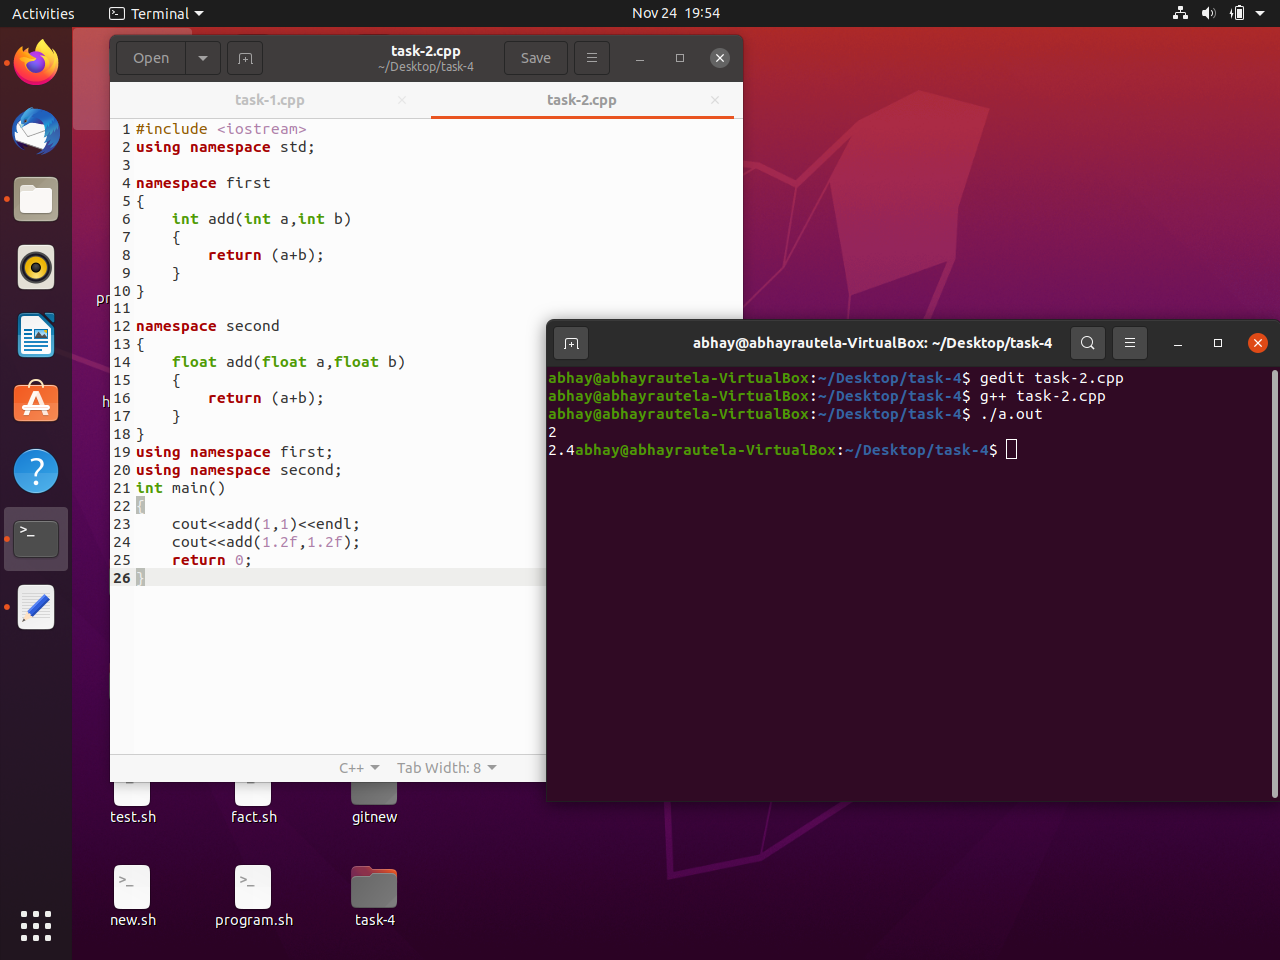 Activities
Terminal
Nov 24 19:54
Open
task-2.cpp
~/Desktop/task-4
Save
task-1.cpp
task-2.cpp
1 #include <iostream>
2 using namespace std;
3
4 namespace first
5 {
6     int add(int a,int b)
7     {
8         return (a+b);
9     }
10 }
11
12 namespace second
13 {
14     float add(float a,float b)
15     {
16         return (a+b);
17     }
18 }
19 using namespace first;
20 using namespace second;
21 int main()
22 {
23     cout<<add(1,1)<<endl;
24     cout<<add(1.2f,1.2f);
25     return 0;
26 }
C++
Tab Width: 8
abhay@abhayrautela-VirtualBox: ~/Desktop/task-4
abhay@abhayrautela-VirtualBox:~/Desktop/task-4$ gedit task-2.cpp
abhay@abhayrautela-VirtualBox:~/Desktop/task-4$ g++ task-2.cpp
abhay@abhayrautela-VirtualBox:~/Desktop/task-4$ ./a.out
2
2.4abhay@abhayrautela-VirtualBox:~/Desktop/task-4$
test.sh
fact.sh
gitnew
new.sh
program.sh
task-4